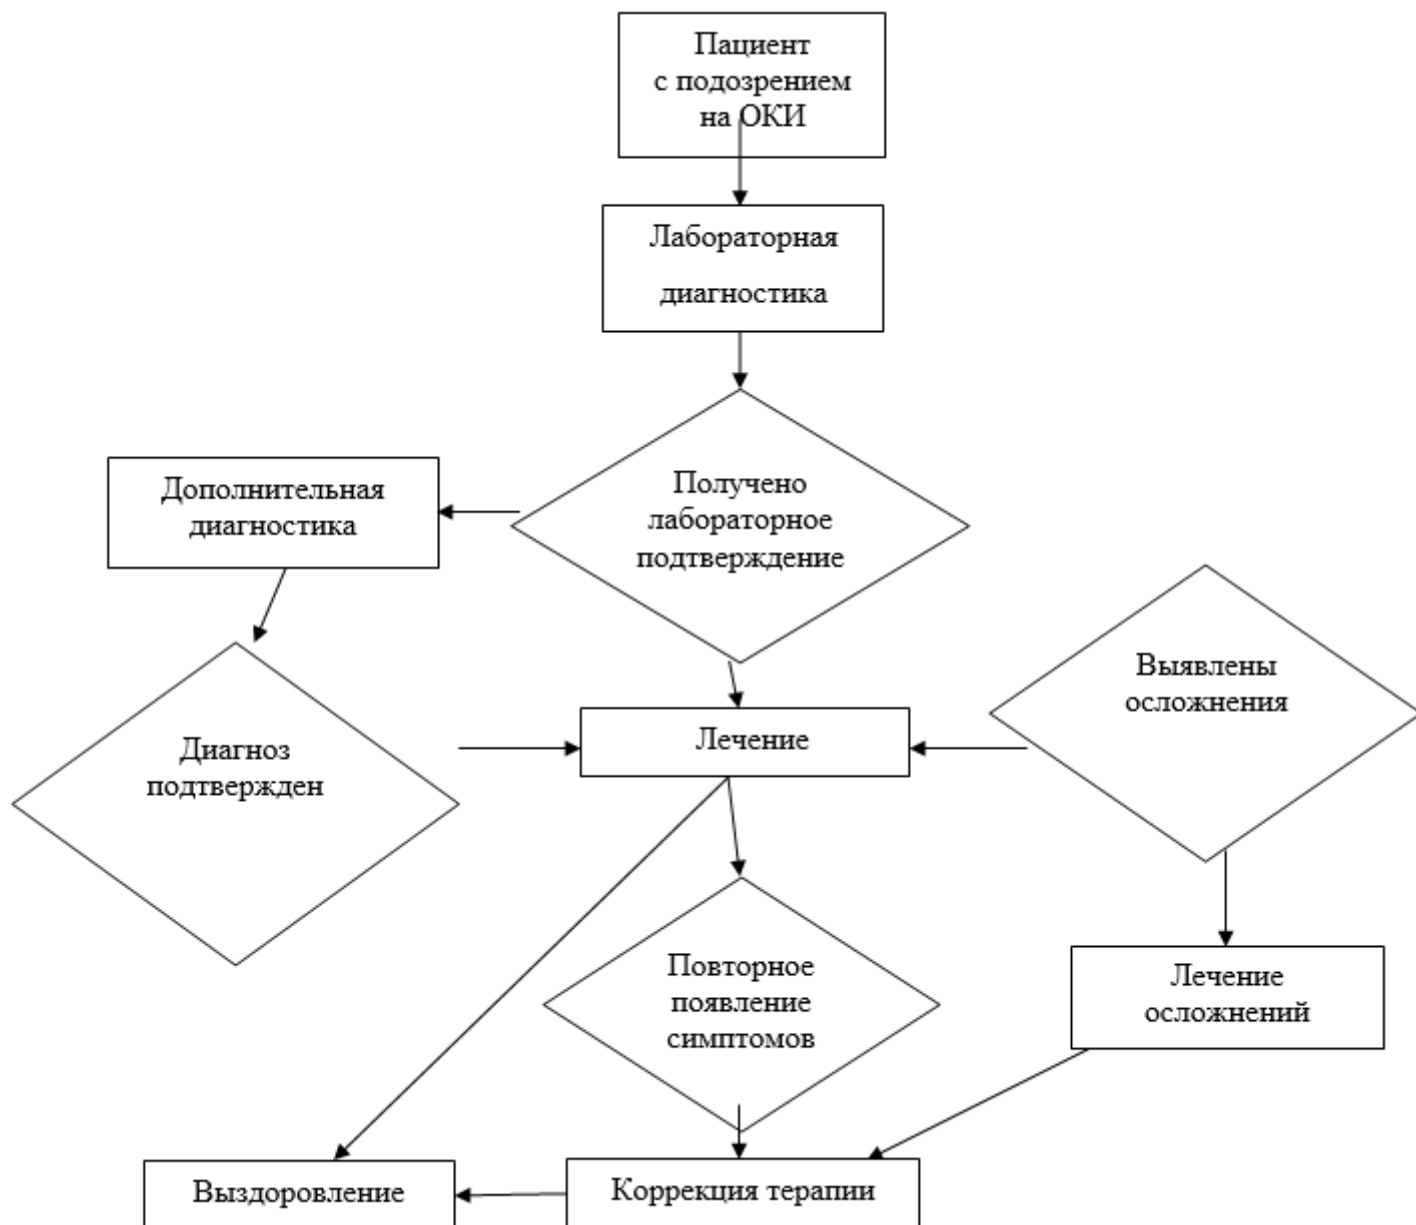 Пациент
с подозрением
на ОКИ
Лабораторная
диагностика
Дополнительная
диагностика
Получено
лабораторное
подтверждение
Выявлены
осложнения
Диагноз
подтвержден
Лечение
Повторное
появление
симптомов
Лечение
осложнений
Выздоровление
Коррекция терапии